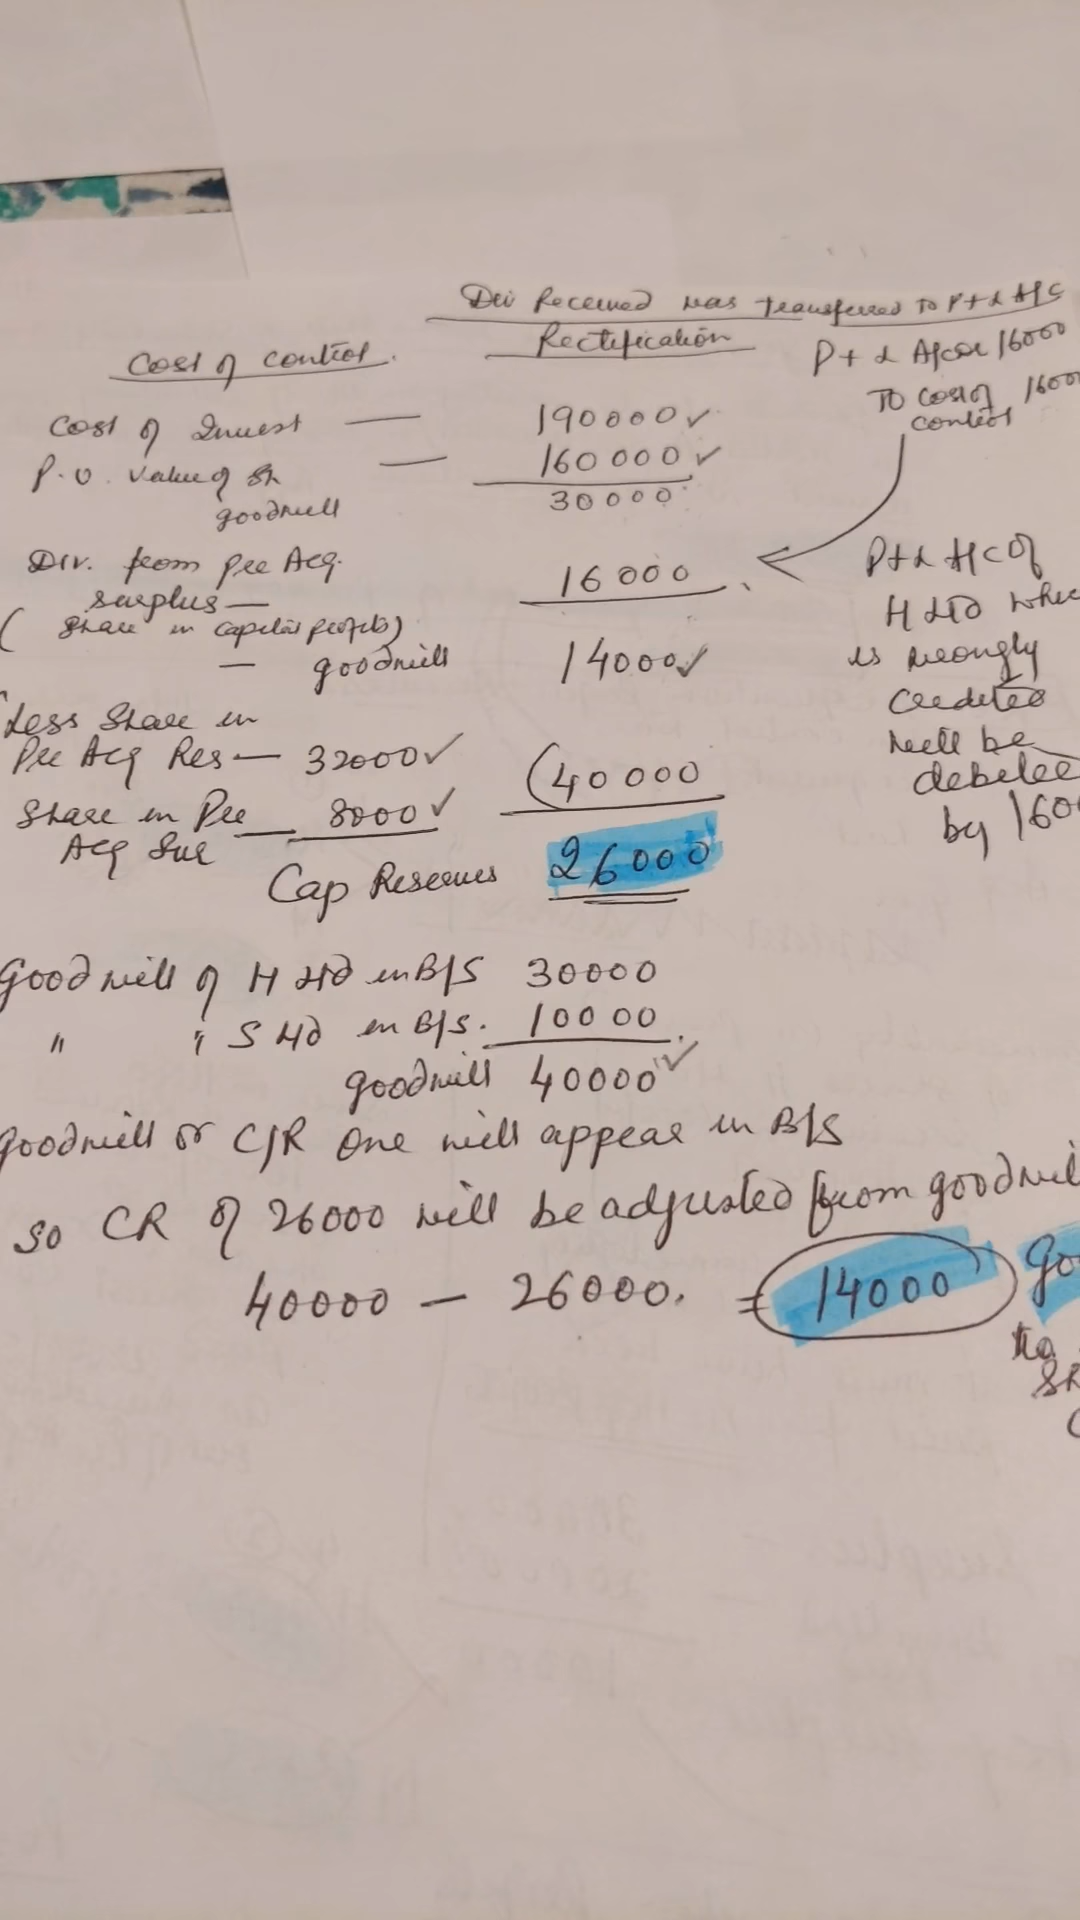 Div Received was transferred to P+L A/C
Rectification
P+L A/c Dr 16000
To Cost of 1600
control
Cost of control.
Cost of Invest — 190000 ✓
P.U. Value of Sh — 160000 ✓
goodwill 30000
Div. from Pre Acq.
surplus — 16000
(Share in capital profits)
— goodwill 14000 ✓
P+L A/C of
H Ltd
is wrongly
credited
will be
debited
by 160
Less Share in
Pre Acq Res — 32000 ✓ (40000
Share in Pre — 8000 ✓
Acq Sur
Cap Reserves 26000
Goodwill of H Ltd in B/S 30000
" " S Ltd in B/S. 10000
goodwill 40000 ✓
goodwill or C/R one will appear in B/S
So CR of 26000 will be adjusted from goodwil
40000 — 26000. = 14000 Go